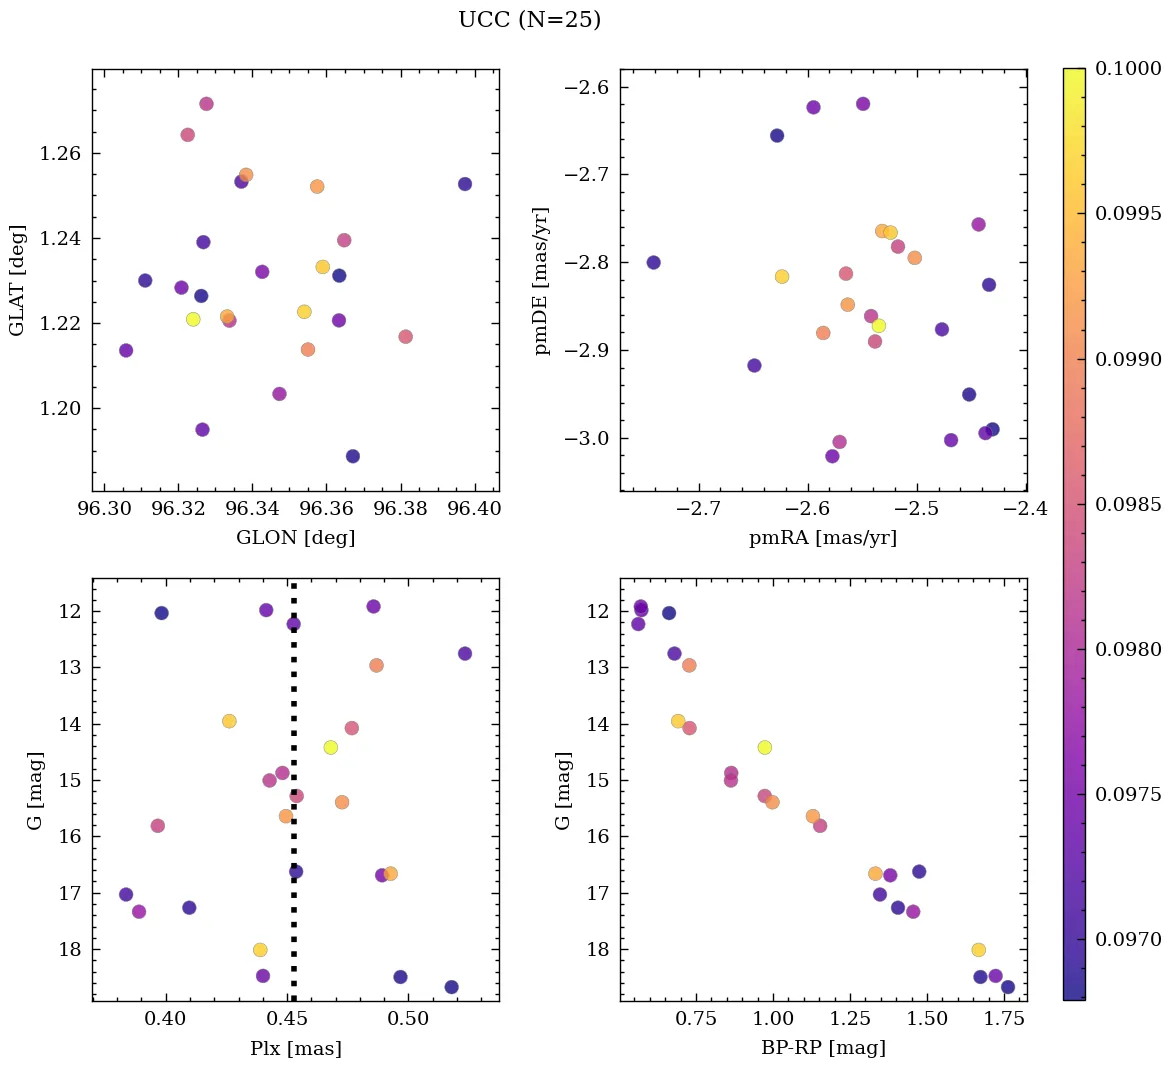 UCC (N=25)
1.26
1.24
1.22
1.20
GLAT [deg]
96.30 96.32 96.34 96.36 96.38 96.40
GLON [deg]
−2.6
−2.7
−2.8
−2.9
−3.0
pmDE [mas/yr]
−2.7 −2.6 −2.5 −2.4
pmRA [mas/yr]
12
13
14
15
16
17
18
G [mag]
0.40 0.45 0.50
Plx [mas]
12
13
14
15
16
17
18
G [mag]
0.75 1.00 1.25 1.50 1.75
BP-RP [mag]
0.1000
0.0995
0.0990
0.0985
0.0980
0.0975
0.0970